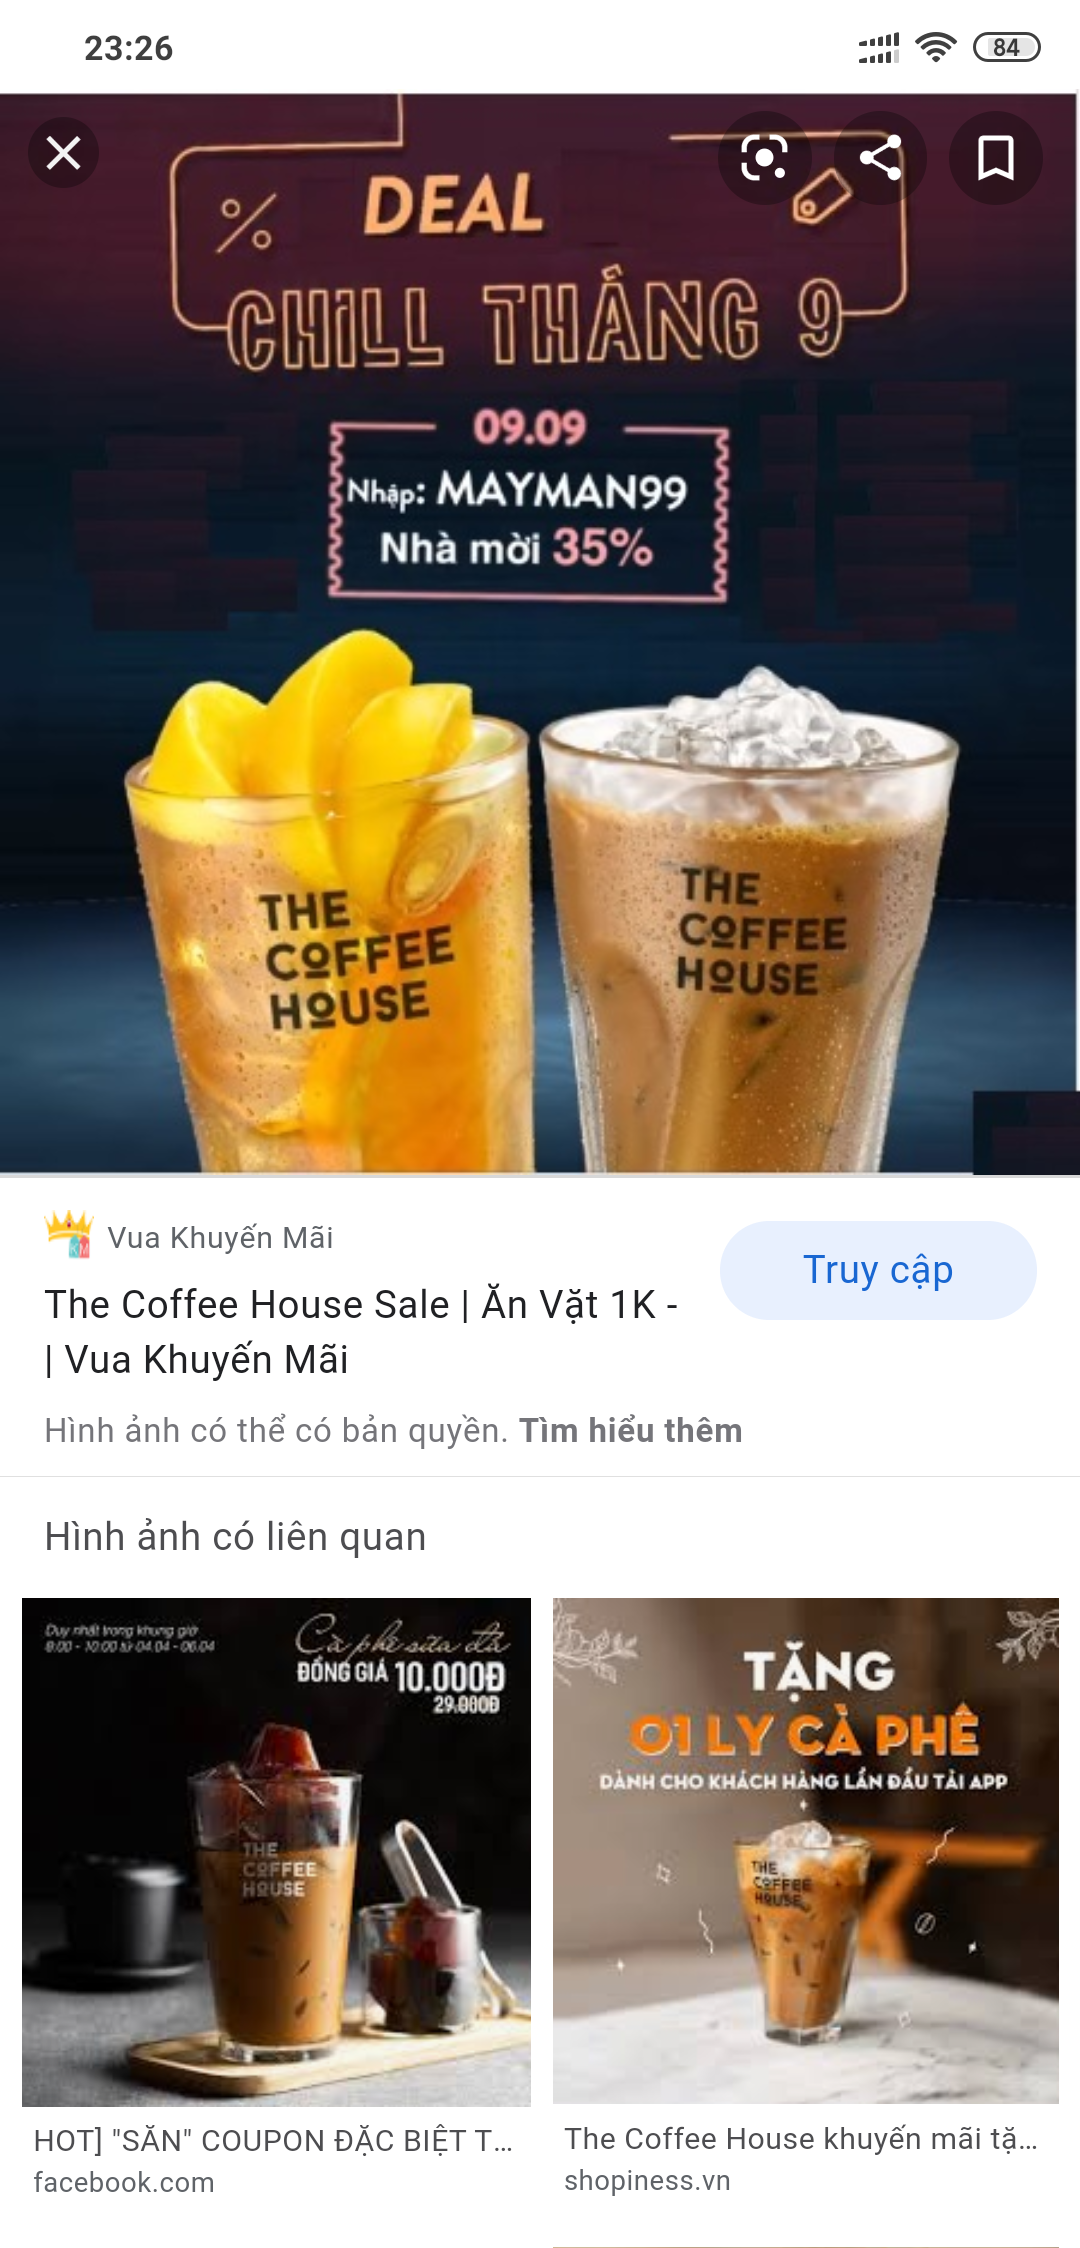 23:26
84
DEAL
CHILL THÁNG 9
09.09
Nhập: MAYMAN99
Nhà mời 35%
THE
COFFEE
HOUSE
THE
COFFEE
HOUSE
KM
Vua Khuyến Mãi
Truy cập
The Coffee House Sale | Ăn Vặt 1K -
| Vua Khuyến Mãi
Hình ảnh có thể có bản quyền. Tìm hiểu thêm
Hình ảnh có liên quan
Duy nhất trong khung giờ
8:00 - 10:00 từ 04.04 - 06.04
Cà phê sữa đá
ĐỒNG GIÁ 10.000Đ
29.000Đ
THE
COFFEE
HOUSE
TẶNG
01 LY CÀ PHÊ
DÀNH CHO KHÁCH HÀNG LẦN ĐẦU TẢI APP
THE
COFFEE
HOUSE
HOT] "SĂN" COUPON ĐẶC BIỆT T...
facebook.com
The Coffee House khuyến mãi tặ...
shopiness.vn